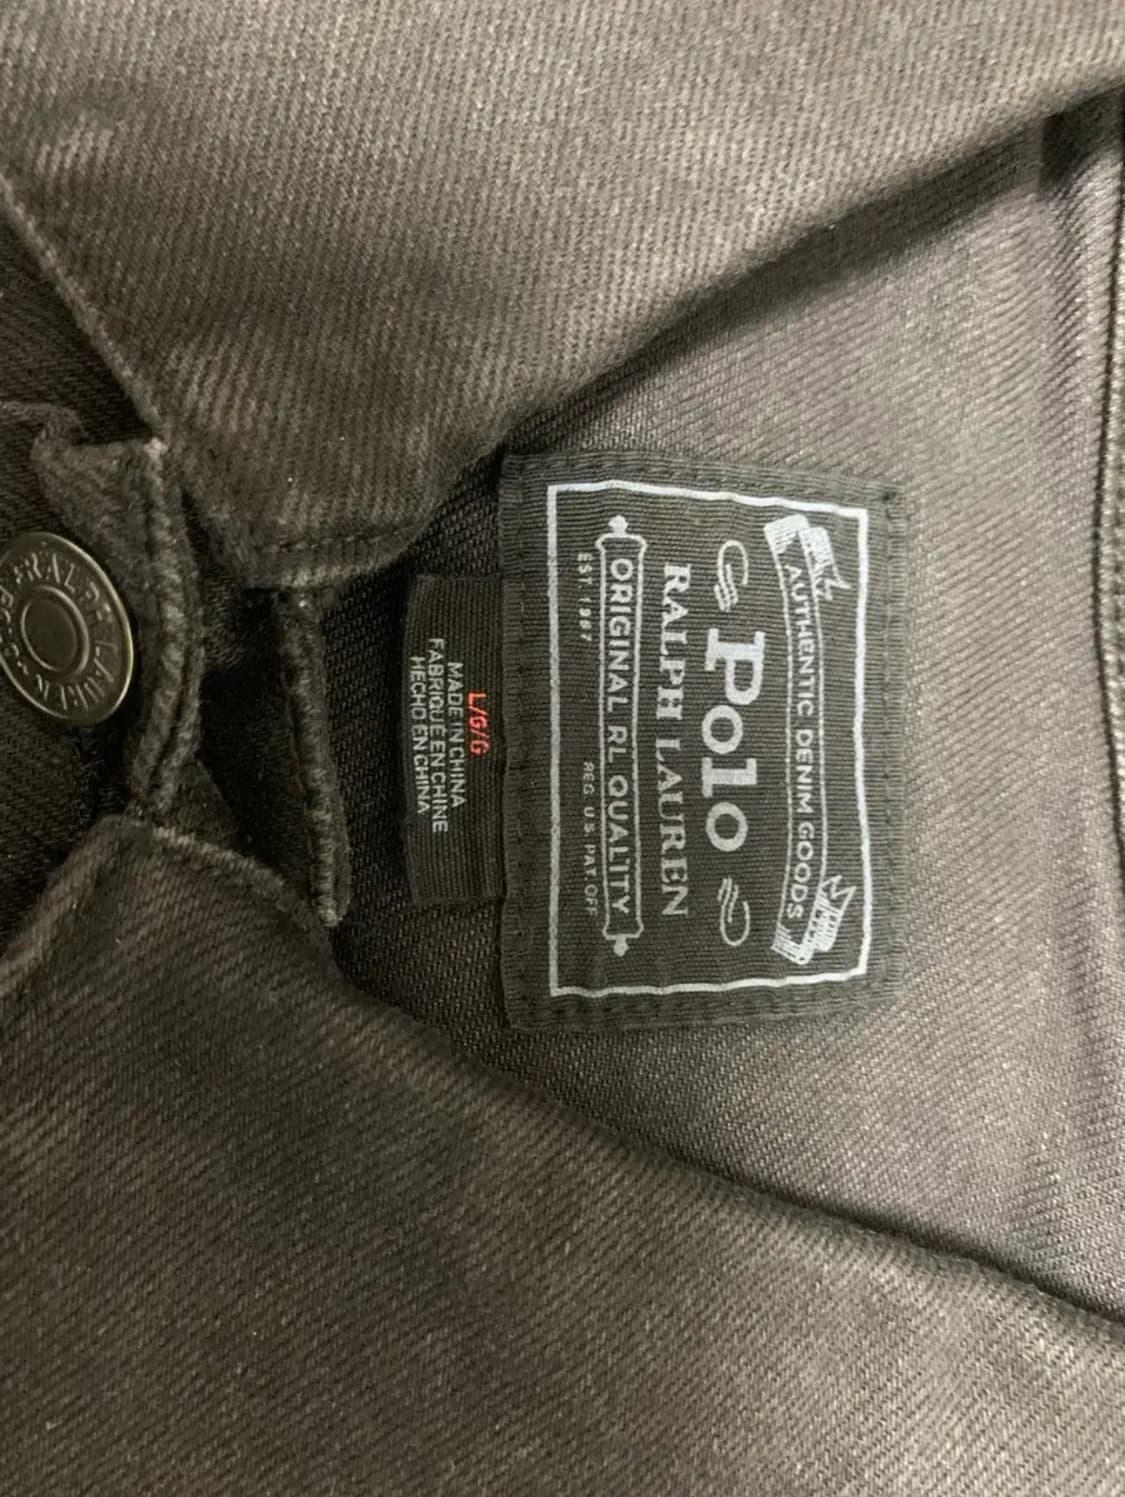 AUTHENTIC DENIM GOODS
Polo
RALPH LAUREN
ORIGINAL RL QUALITY
EST 1967
REG. U.S. PAT. OFF
L/G/G
MADE IN CHINA
FABRIQUE EN CHINE
HECHO EN CHINA
RALPH LAUREN